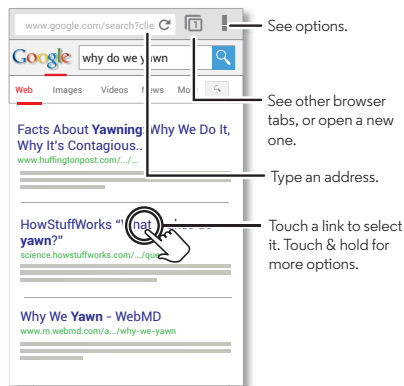 www.google.com/search?clie
1
See options.
Google
why do we yawn
Web Images Videos News
See other browser
tabs, or open a new
one.
Facts About Yawning: Why We Do It,
Why It's Contagious..
www.huffingtonpost.com/.../...
Type an address.
HowStuffWorks "What
yawn?"
science.howstuffworks.com/.../
Touch a link to select
it. Touch & hold for
more options.
Why We Yawn - WebMD
www.m.webmd.com/a.../why-we-yawn